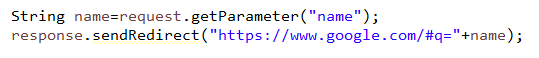 String name=request.getParameter("name");
response.sendRedirect("https://www.google.com/#q="+name);